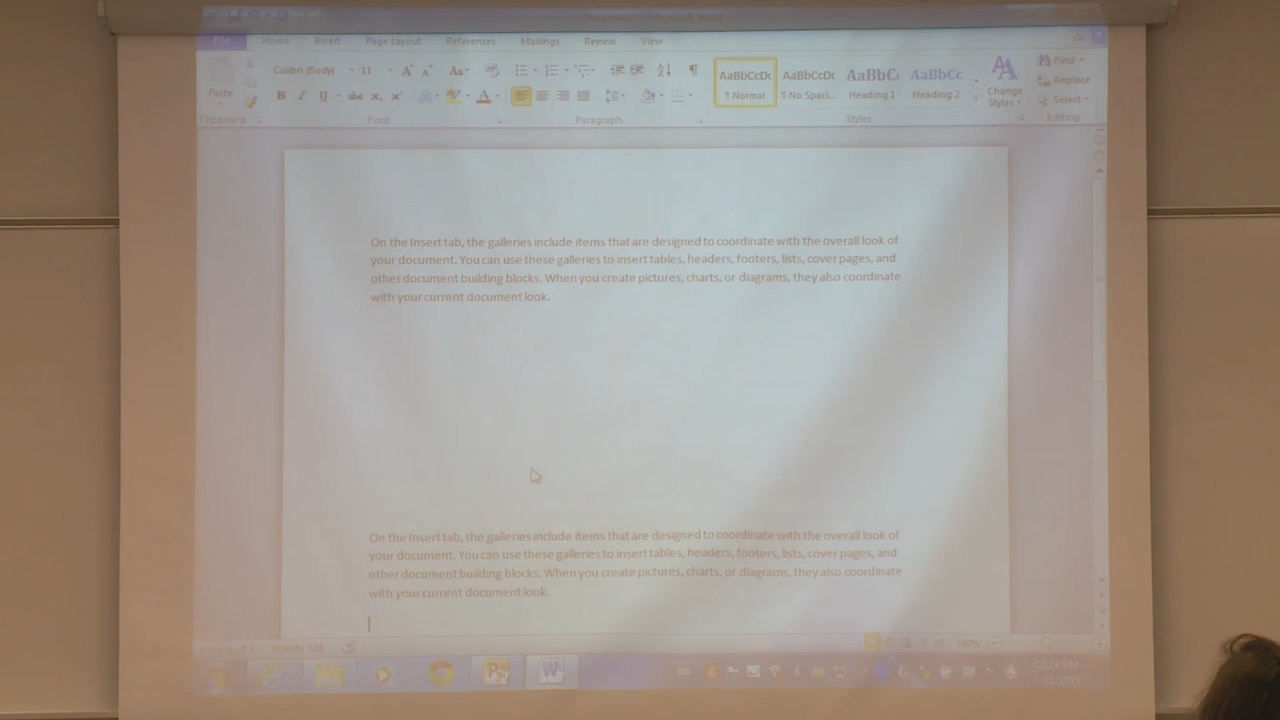 File Home Insert Page Layout References Mailings Review View
Calibri (Body) 11
Paste
AaBbCcDc AaBbCcDc AaBbC AaBbCc
Normal No Spaci... Heading 1 Heading 2
Change Styles
Find
Replace
Select
Clipboard Font Paragraph Styles Editing
On the Insert tab, the galleries include items that are designed to coordinate with the overall look of
your document. You can use these galleries to insert tables, headers, footers, lists, cover pages, and
other document building blocks. When you create pictures, charts, or diagrams, they also coordinate
with your current document look.
On the Insert tab, the galleries include items that are designed to coordinate with the overall look of
your document. You can use these galleries to insert tables, headers, footers, lists, cover pages, and
other document building blocks. When you create pictures, charts, or diagrams, they also coordinate
with your current document look.
100%
12:24 PM